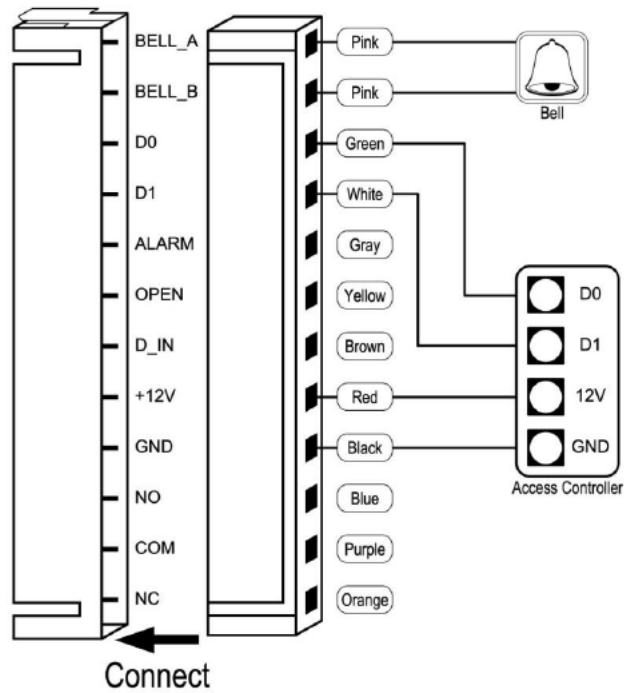 BELL_A Pink
BELL_B Pink
Bell
D0 Green
D1 White
ALARM Gray
OPEN Yellow
D0
D_IN Brown
D1
+12V Red
12V
GND Black
GND
Access Controller
NO Blue
COM Purple
NC Orange
Connect